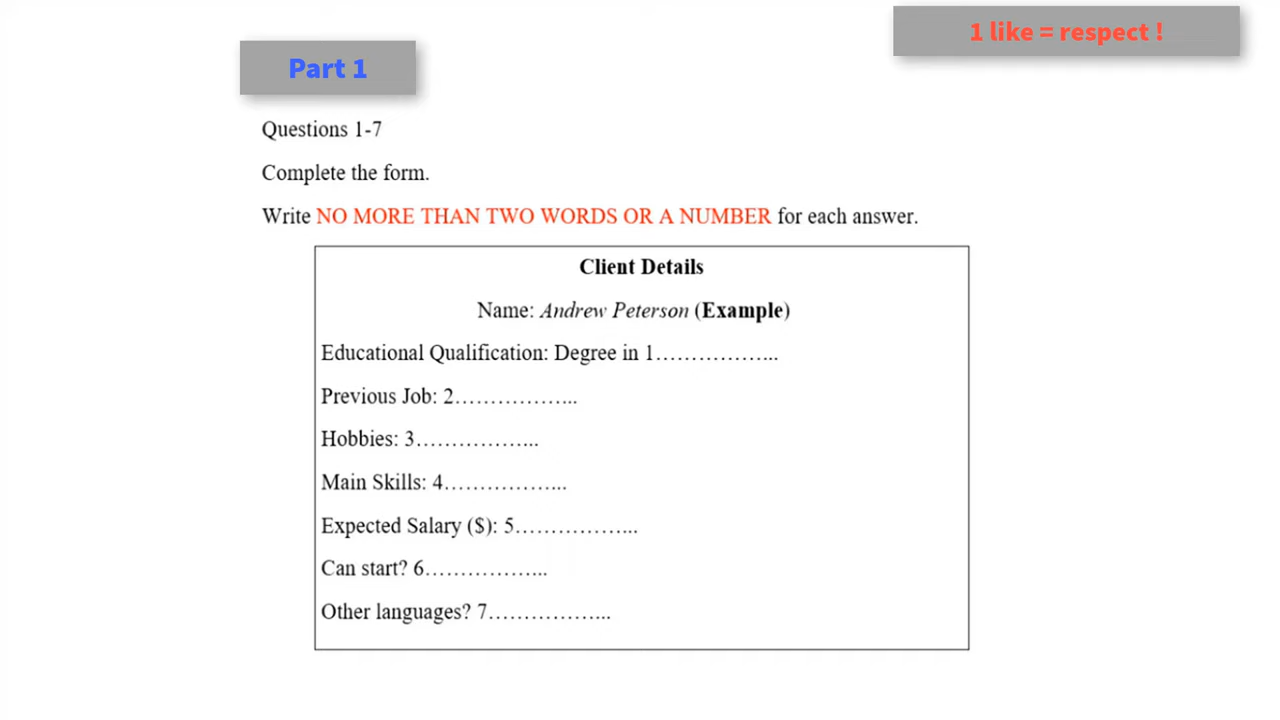 1 like = respect !
Part 1
Questions 1-7
Complete the form.
Write NO MORE THAN TWO WORDS OR A NUMBER for each answer.
Client Details
Name: Andrew Peterson (Example)
Educational Qualification: Degree in 1……………...
Previous Job: 2……………...
Hobbies: 3……………...
Main Skills: 4……………...
Expected Salary ($): 5……………...
Can start? 6……………...
Other languages? 7……………...